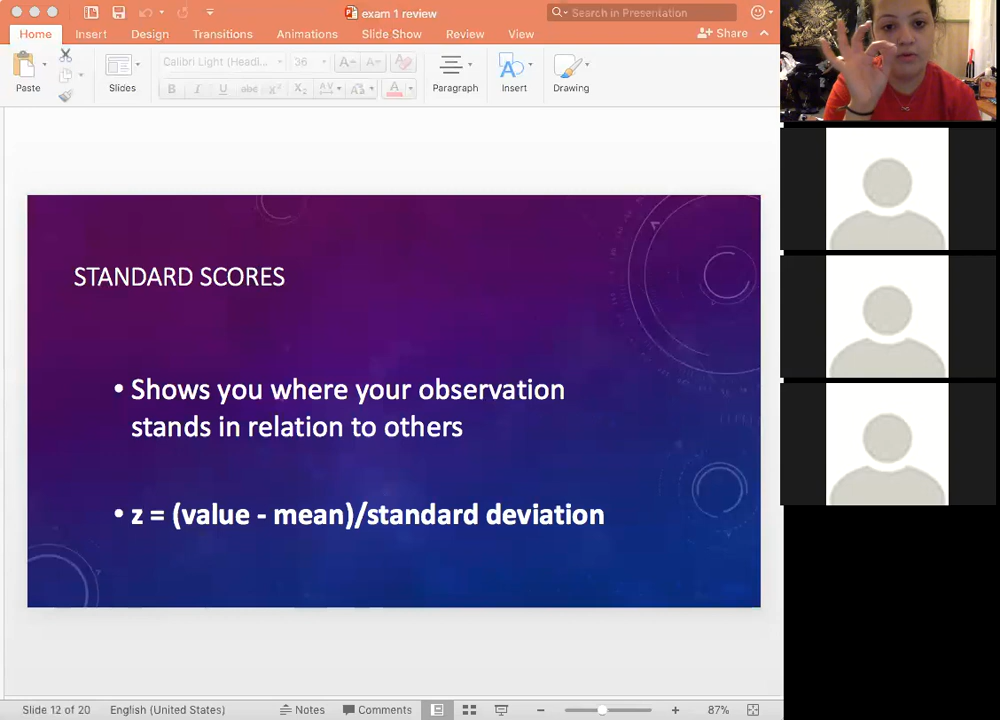 exam 1 review
Search in Presentation
Home Insert Design Transitions Animations Slide Show Review View Share
Paste
Slides
Calibri Light (Headi... 36
Paragraph
Insert
Drawing
STANDARD SCORES
• Shows you where your observation
stands in relation to others
• z = (value - mean)/standard deviation
Slide 12 of 20 English (United States) Notes Comments 87%